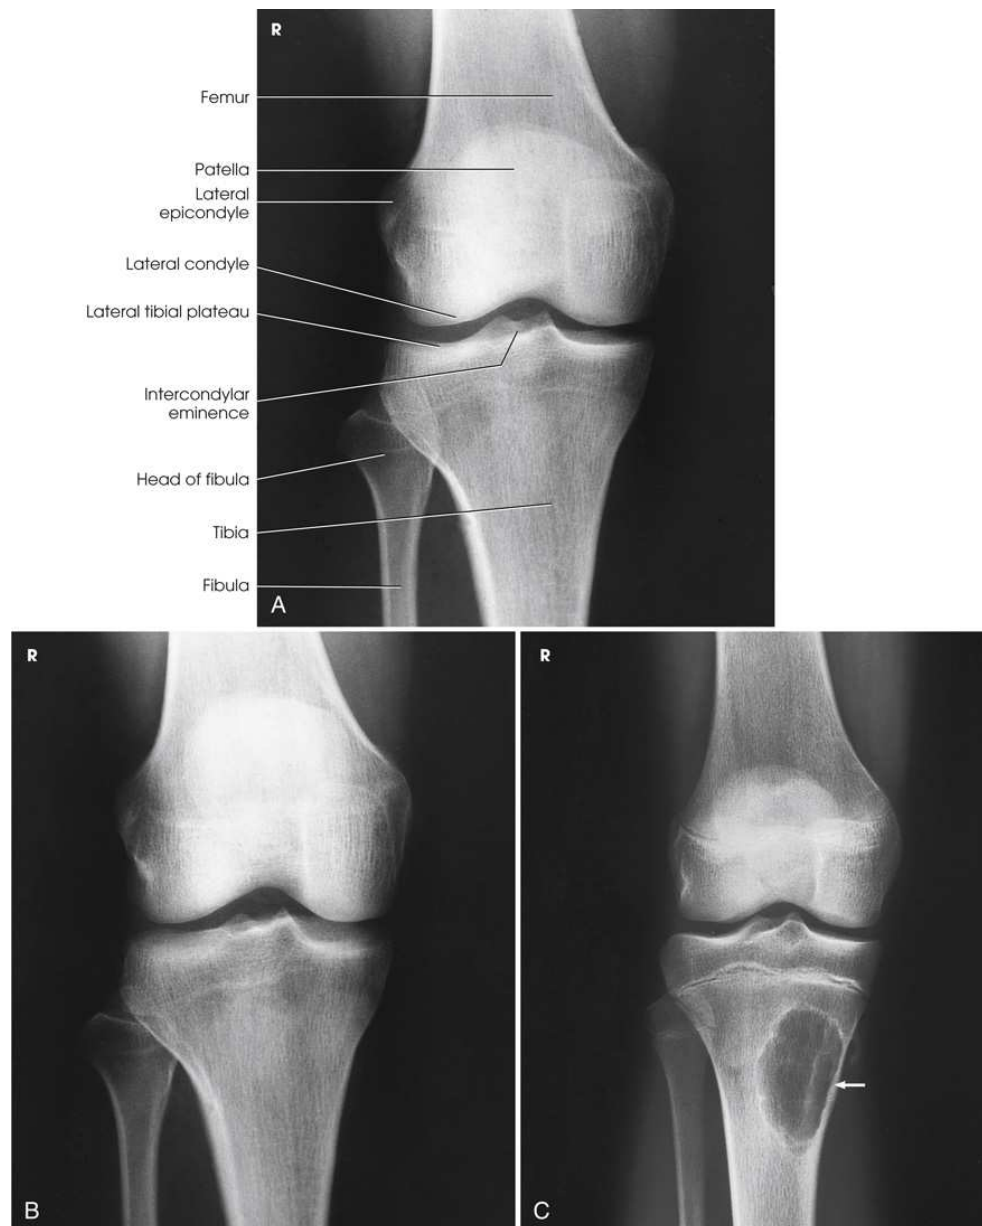 R
Femur
Patella
Lateral
epicondyle
Lateral condyle
Lateral tibial plateau
Intercondylar
eminence
Head of fibula
Tibia
Fibula
A
R
B
R
C